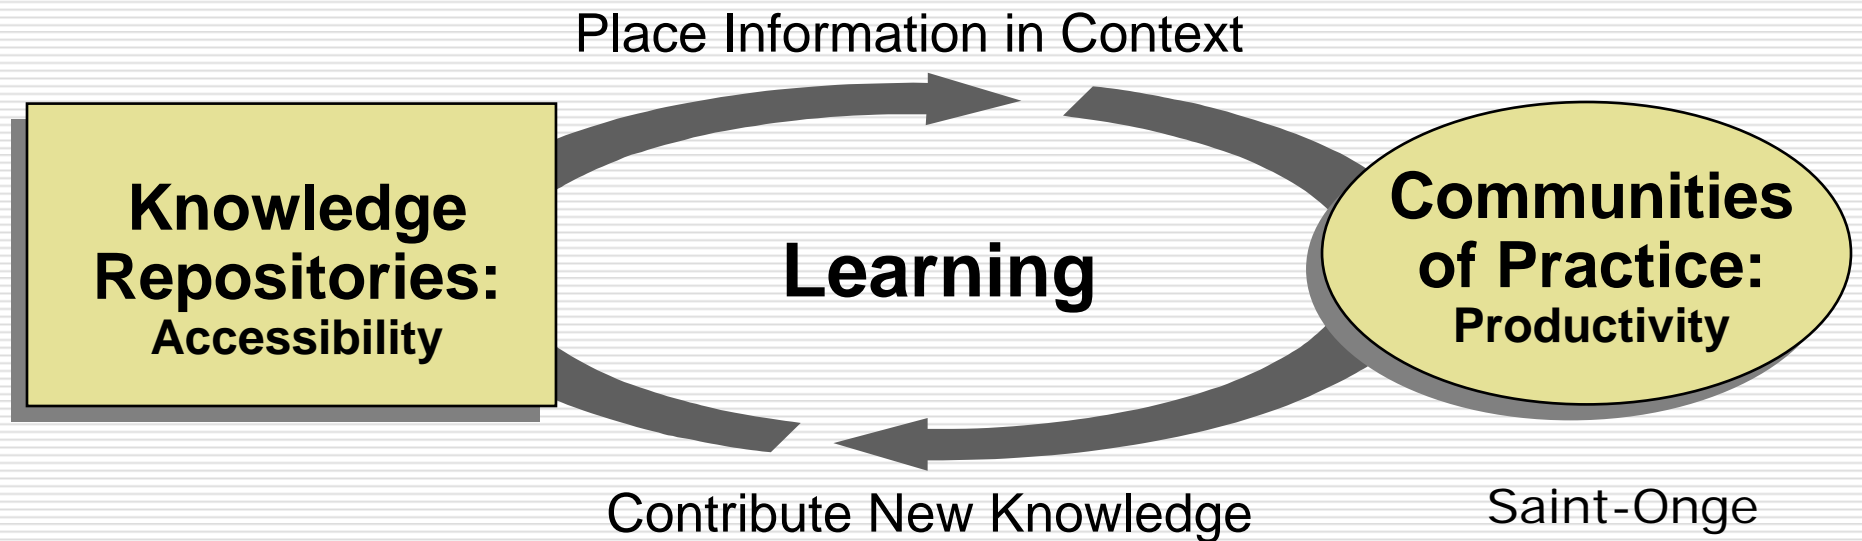 Place Information in Context
Knowledge
Repositories:
Accessibility
Learning
Communities
of Practice:
Productivity
Contribute New Knowledge
Saint-Onge